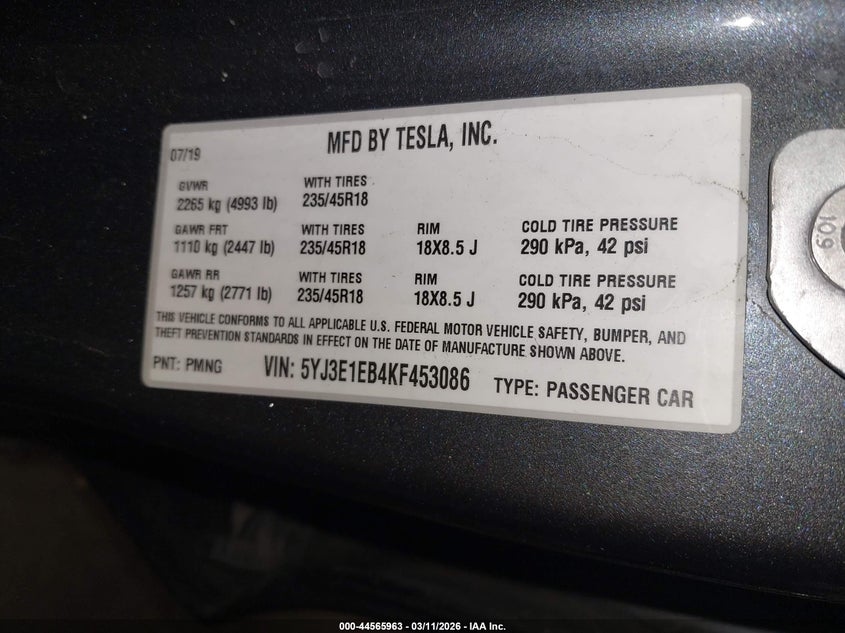 MFD BY TESLA, INC.
07/19
GVWR WITH TIRES
2265 kg (4993 lb) 235/45R18
GAWR FRT WITH TIRES RIM COLD TIRE PRESSURE
1110 kg (2447 lb) 235/45R18 18X8.5 J 290 kPa, 42 psi
GAWR RR WITH TIRES RIM COLD TIRE PRESSURE
1257 kg (2771 lb) 235/45R18 18X8.5 J 290 kPa, 42 psi
THIS VEHICLE CONFORMS TO ALL APPLICABLE U.S. FEDERAL MOTOR VEHICLE SAFETY, BUMPER, AND
THEFT PREVENTION STANDARDS IN EFFECT ON THE DATE OF MANUFACTURE SHOWN ABOVE.
PNT: PMNG VIN: 5YJ3E1EB4KF453086 TYPE: PASSENGER CAR
10.9
000-44565963 - 03/11/2026 - IAA Inc.